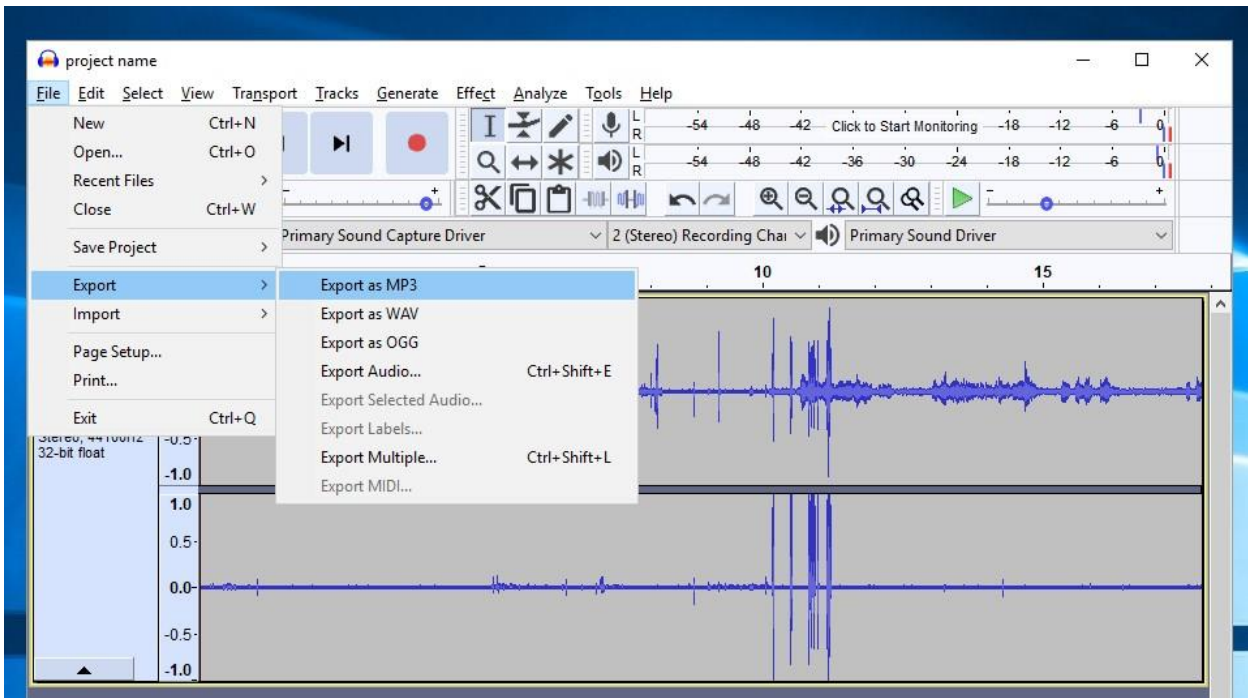 project name
File Edit Select View Transport Tracks Generate Effect Analyze Tools Help
New Ctrl+N
Open... Ctrl+O
Recent Files >
Close Ctrl+W
Save Project >
Export >
Import >
Page Setup...
Print...
Exit Ctrl+Q
Export as MP3
Export as WAV
Export as OGG
Export Audio... Ctrl+Shift+E
Export Selected Audio...
Export Labels...
Export Multiple... Ctrl+Shift+L
Export MIDI...
L
R
-54 -48 -42 Click to Start Monitoring -18 -12 -6 0
L
R
-54 -48 -42 -36 -30 -24 -18 -12 -6 0
- +
- +
Primary Sound Capture Driver 2 (Stereo) Recording Chai Primary Sound Driver
10 15
Stereo, 44100Hz
32-bit float
-0.5
-1.0
1.0
0.5
0.0
-0.5
-1.0